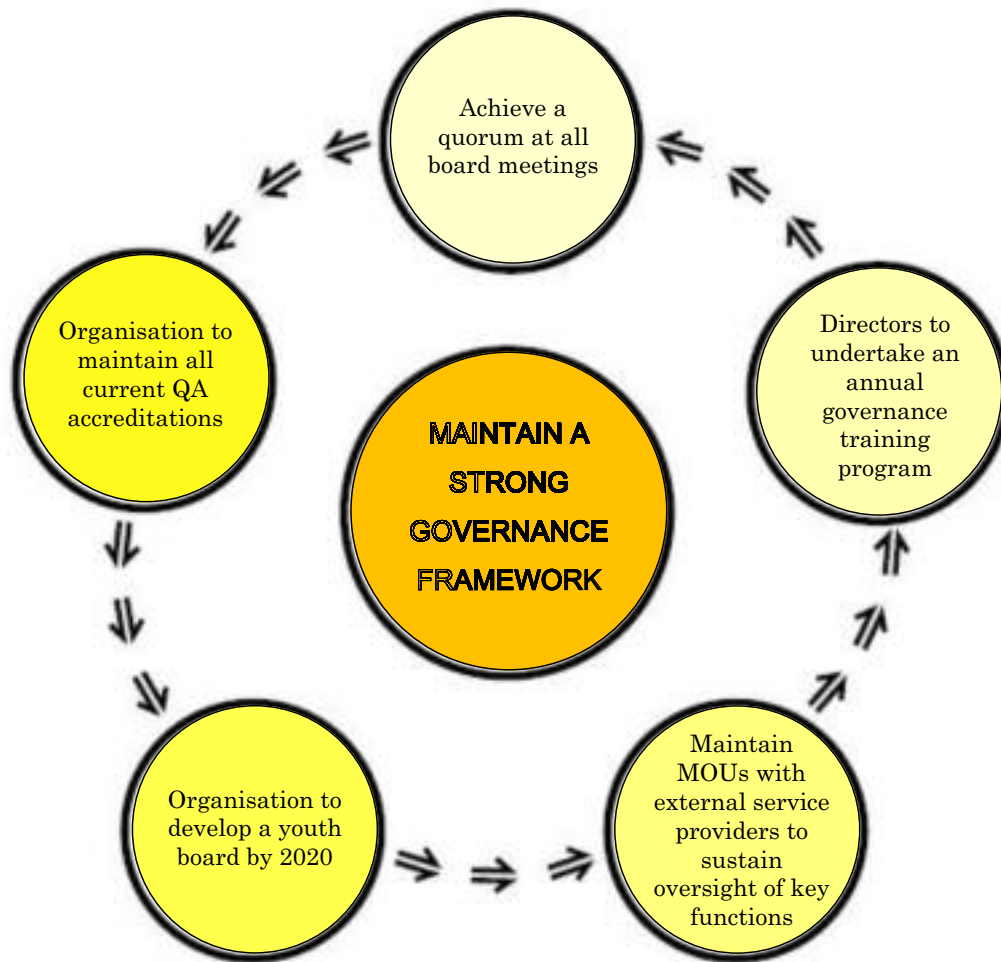 Achieve a
quorum at all
board meetings
Organisation to
maintain all
current QA
accreditations
Directors to
undertake an
annual
governance
training
program
MAINTAIN A
STRONG
GOVERNANCE
FRAMEWORK
Organisation to
develop a youth
board by 2020
Maintain
MOUs with
external service
providers to
sustain
oversight of key
functions